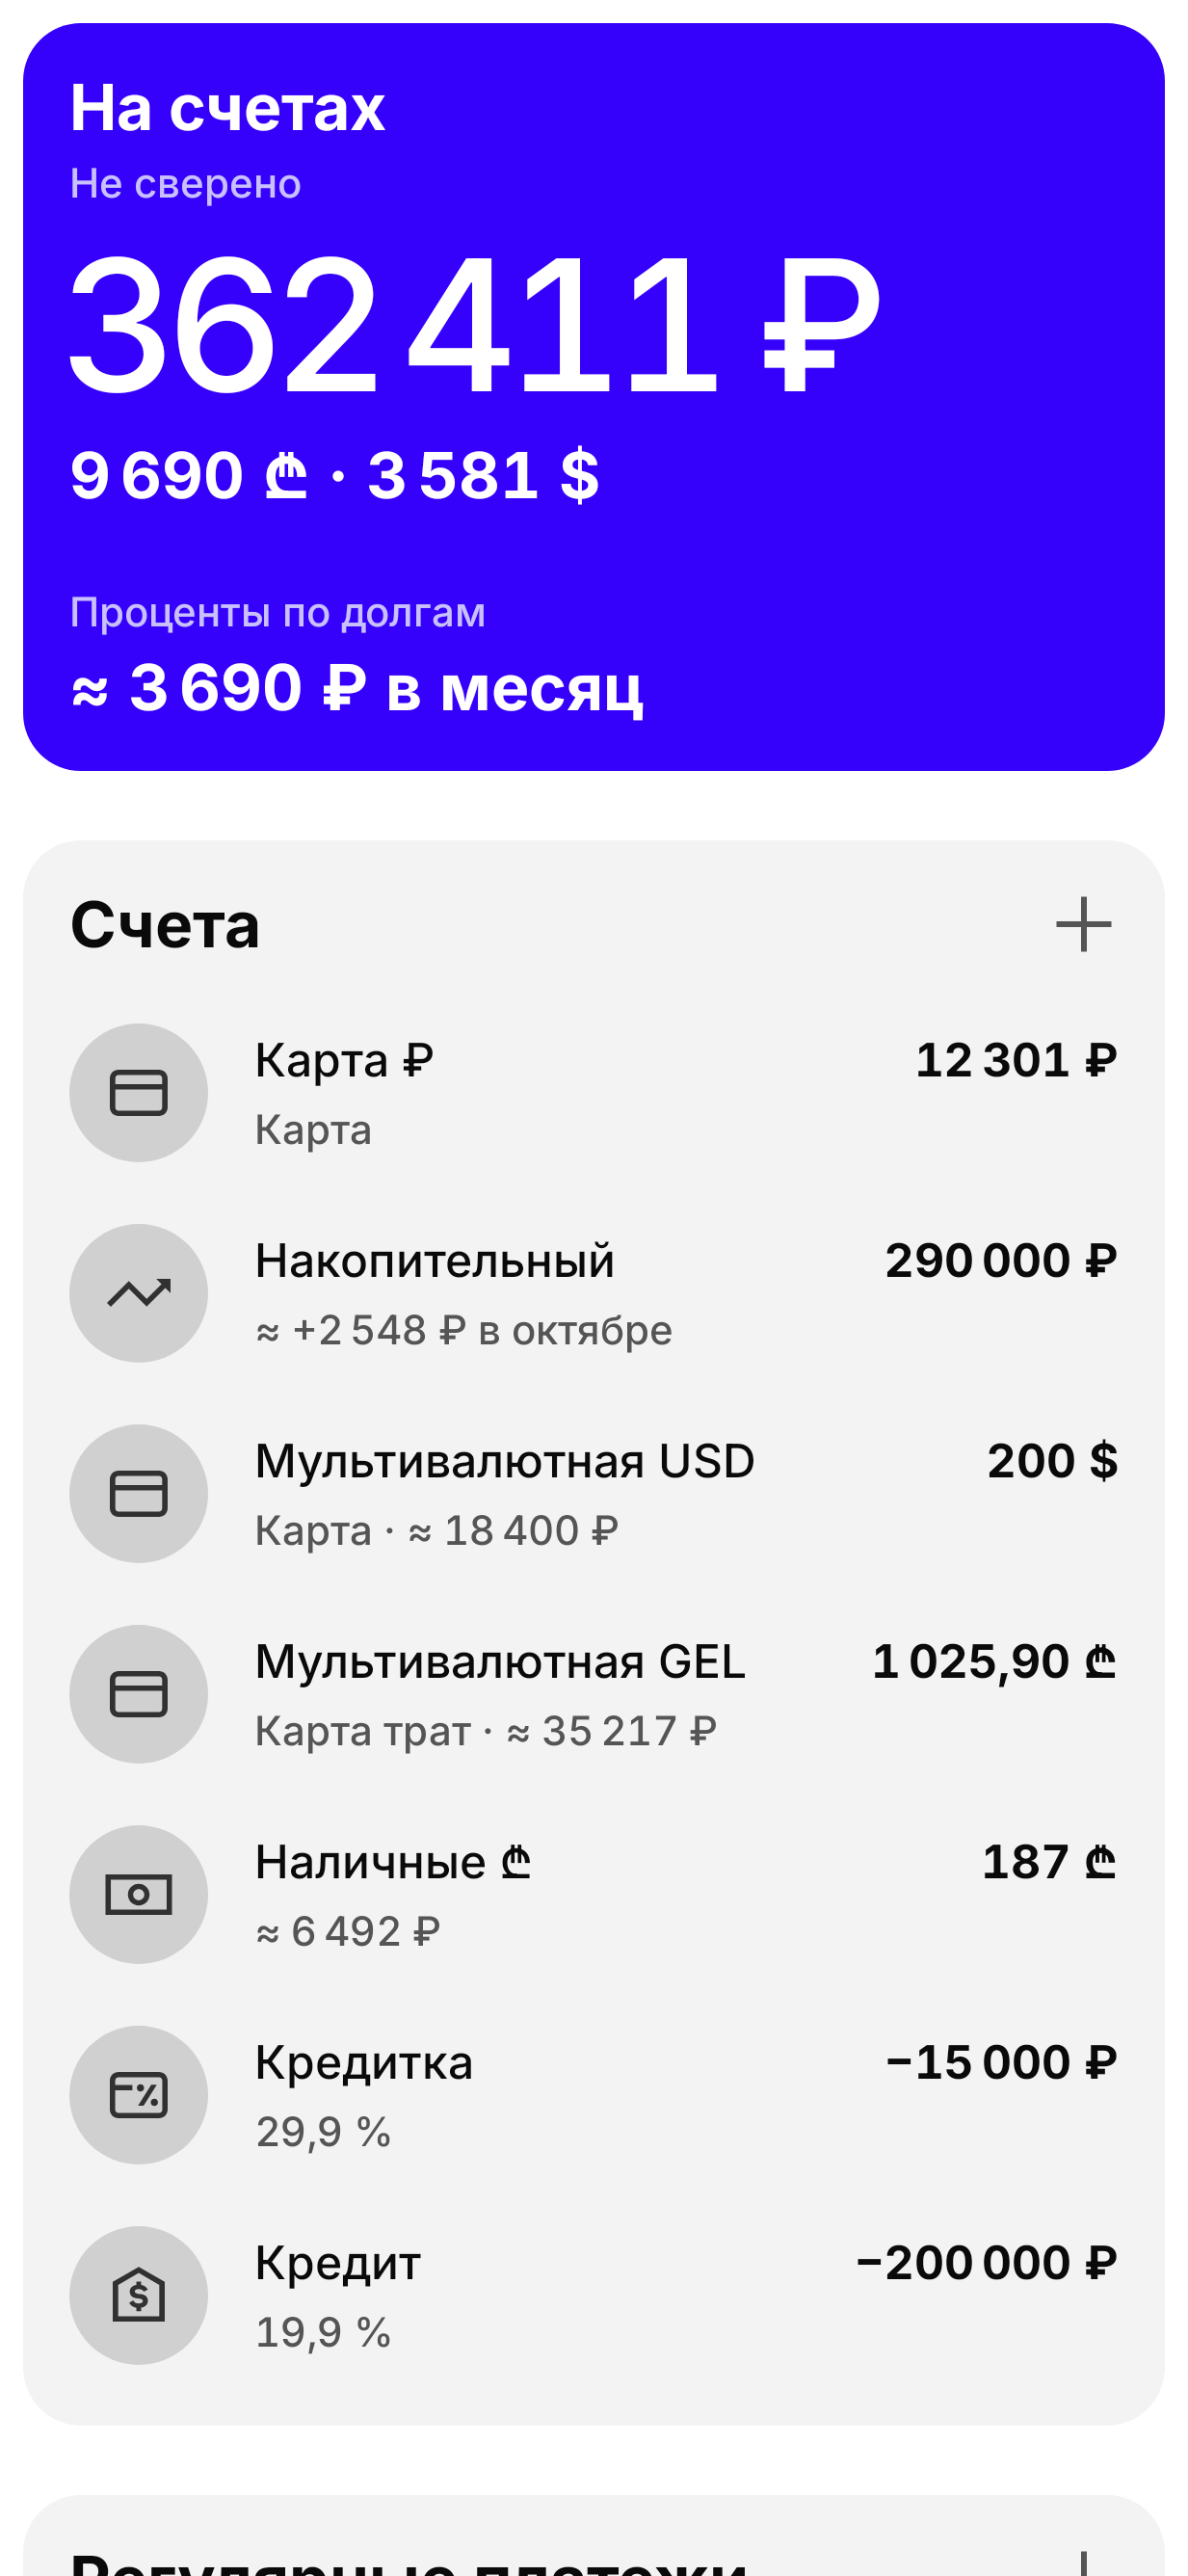 На счетах
Не сверено
362 411 ₽
9 690 ₾ · 3 581 $
Проценты по долгам
≈ 3 690 ₽ в месяц
Счета
Карта ₽
12 301 ₽
Карта
Накопительный
290 000 ₽
≈ +2 548 ₽ в октябре
Мультивалютная USD
200 $
Карта · ≈ 18 400 ₽
Мультивалютная GEL
1 025,90 ₾
Карта трат · ≈ 35 217 ₽
Наличные ₾
187 ₾
≈ 6 492 ₽
Кредитка
−15 000 ₽
29,9 %
Кредит
−200 000 ₽
19,9 %
Регулярные платежи